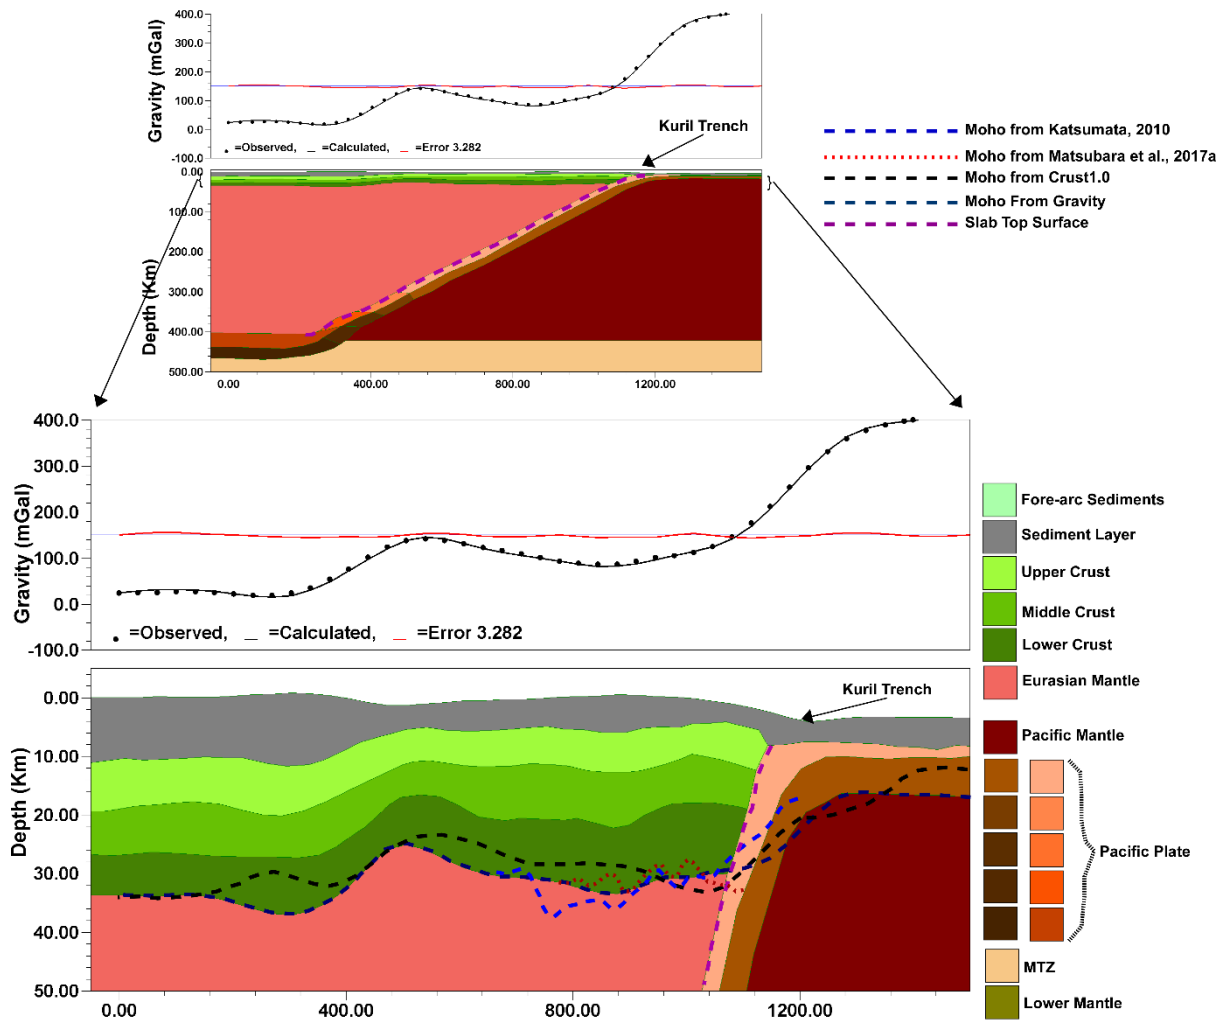 400.0
300.0
200.0
100.0
0.0
-100.0
Gravity (mGal)
=Observed, _ =Calculated, _ =Error 3.282
Kuril Trench
0.00
100.00
200.00
300.00
400.00
500.00
Depth (Km)
0.00 400.00 800.00 1200.00
Moho from Katsumata, 2010
Moho from Matsubara et al., 2017a
Moho from Crust1.0
Moho From Gravity
Slab Top Surface
400.0
300.0
200.0
100.0
0.0
-100.0
Gravity (mGal)
=Observed, _ =Calculated, _ =Error 3.282
Kuril Trench
0.00
10.00
20.00
30.00
40.00
50.00
Depth (Km)
0.00 400.00 800.00 1200.00
Fore-arc Sediments
Sediment Layer
Upper Crust
Middle Crust
Lower Crust
Eurasian Mantle
Pacific Mantle
Pacific Plate
MTZ
Lower Mantle